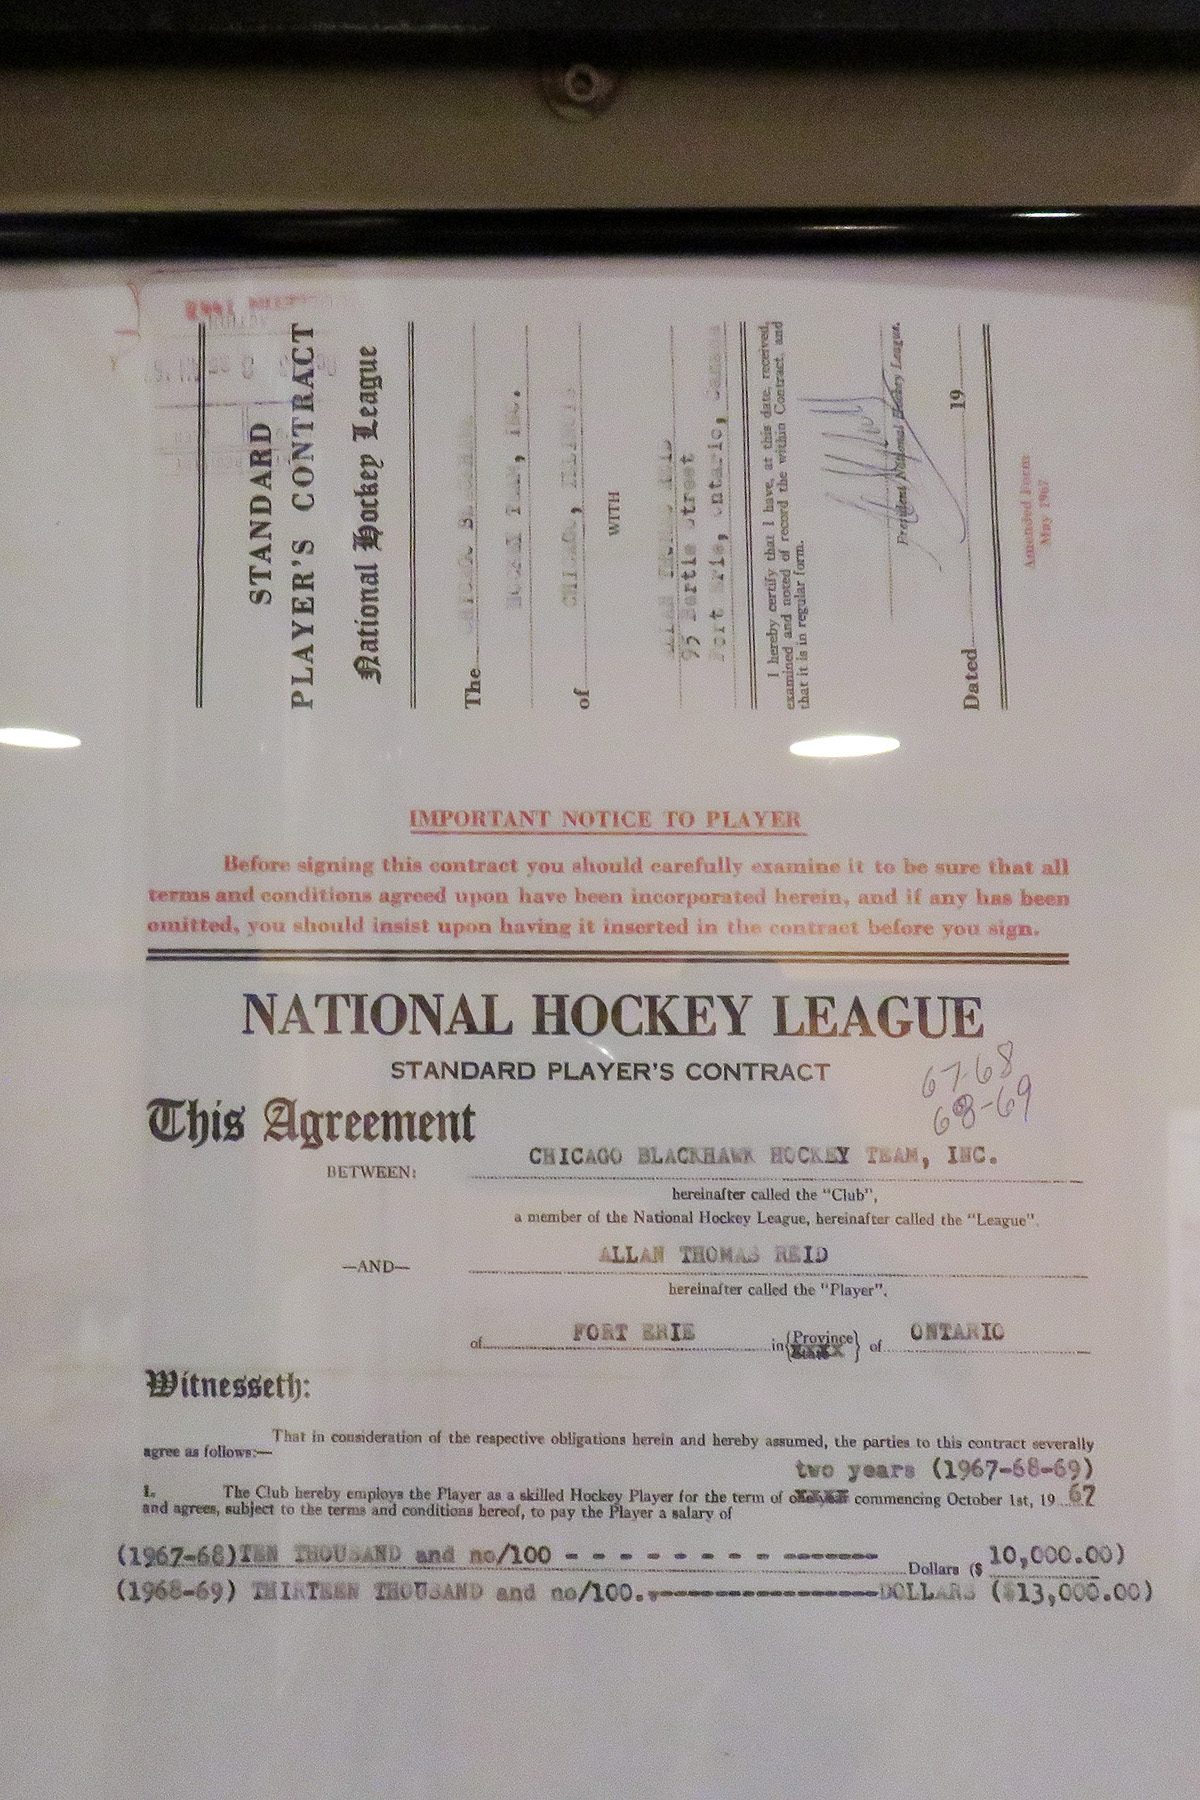 STANDARD
PLAYER'S CONTRACT
National Hockey League
The
of
WITH
95 Street
Fort Erie, Ontario, Canada
I hereby certify that I have, at this date, received,
examined and noted of record the within Contract, and
that it is in regular form.
President National Hockey League.
Dated 19
Amended Form
May 1967
IMPORTANT NOTICE TO PLAYER
Before signing this contract you should carefully examine it to be sure that all
terms and conditions agreed upon have been incorporated herein, and if any has been
omitted, you should insist upon having it inserted in the contract before you sign.
NATIONAL HOCKEY LEAGUE
STANDARD PLAYER'S CONTRACT
67-68
68-69
This Agreement
BETWEEN: CHICAGO BLACKHAWK HOCKEY TEAM, INC.
hereinafter called the "Club",
a member of the National Hockey League, hereinafter called the "League".
—AND— ALLAN THOMAS REID
hereinafter called the "Player".
of FORT ERIE in {Province} of ONTARIO
Witnesseth:
That in consideration of the respective obligations herein and hereby assumed, the parties to this contract severally
agree as follows:—
two years (1967-68-69)
1. The Club hereby employs the Player as a skilled Hockey Player for the term of one year commencing October 1st, 19 67
and agrees, subject to the terms and conditions hereof, to pay the Player a salary of
(1967-68) TEN THOUSAND and no/100 - - - - - - - - ------- Dollars ($ 10,000.00)
(1968-69) THIRTEEN THOUSAND and no/100.----------------DOLLARS ($13,000.00)